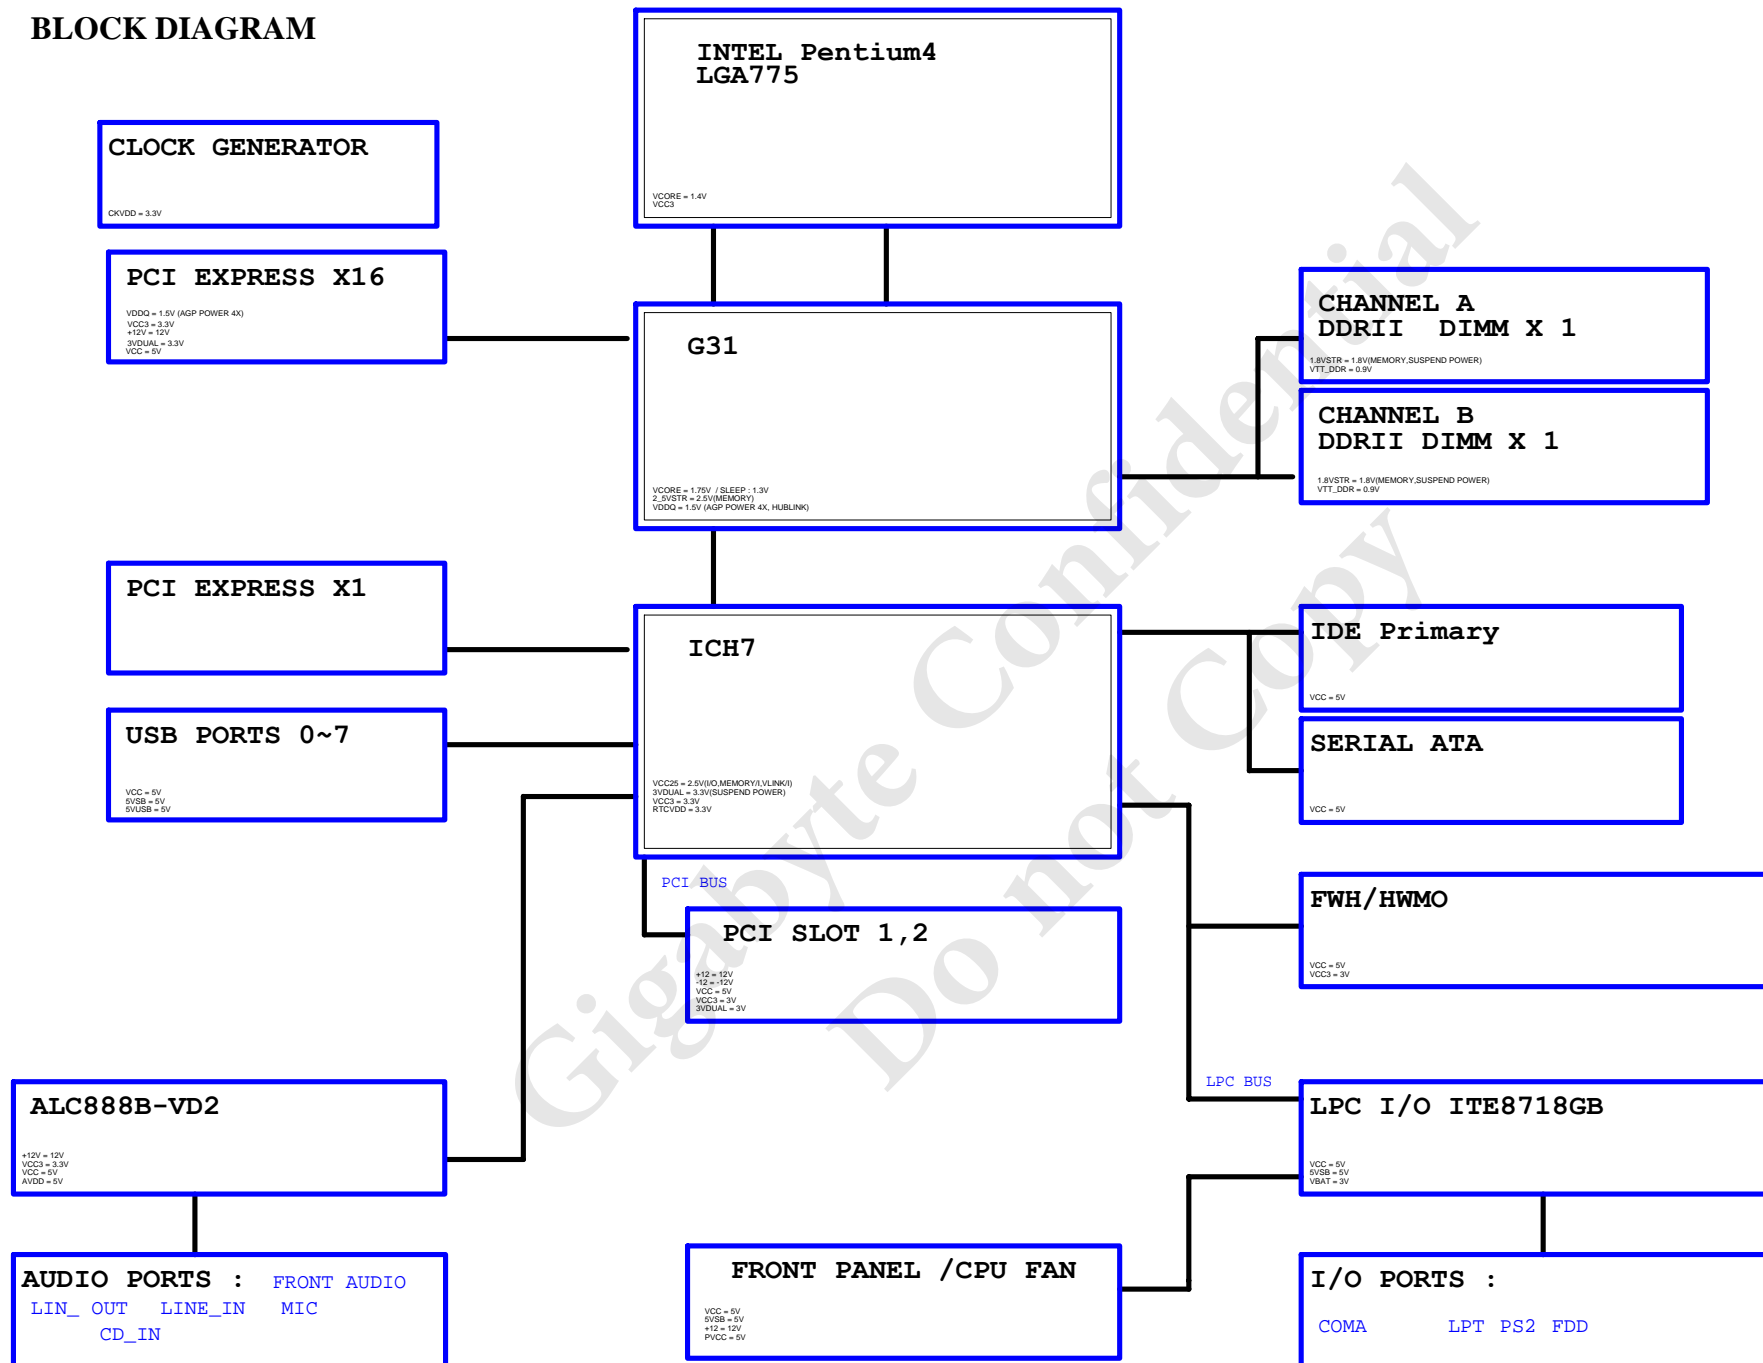 BLOCK DIAGRAM
INTEL Pentium4
LGA775
VCORE = 1.4V
VCC3
CLOCK GENERATOR
CKVDD = 3.3V
PCI EXPRESS X16
VDDQ = 1.5V (AGP POWER 4X)
VCC3 = 3.3V
+12V = 12V
3VDUAL = 3.3V
VCC = 5V
G31
VCORE = 1.75V / SLEEP : 1.3V
2_5VSTR = 2.5V(MEMORY)
VDDQ = 1.5V (AGP POWER 4X, HUBLINK)
CHANNEL A
DDRII DIMM X 1
1.8VSTR = 1.8V(MEMORY,SUSPEND POWER)
VTT_DDR = 0.9V
CHANNEL B
DDRII DIMM X 1
1.8VSTR = 1.8V(MEMORY,SUSPEND POWER)
VTT_DDR = 0.9V
PCI EXPRESS X1
ICH7
VCC25 = 2.5V(I/O,MEMORY/I,VLINK/I)
3VDUAL = 3.3V(SUSPEND POWER)
VCC3 = 3.3V
RTCVDD = 3.3V
IDE Primary
VCC = 5V
USB PORTS 0~7
VCC = 5V
5VSB = 5V
5VUSB = 5V
SERIAL ATA
VCC = 5V
PCI BUS
PCI SLOT 1,2
+12 = 12V
-12 = -12V
VCC = 5V
VCC3 = 3V
3VDUAL = 3V
FWH/HWMO
VCC = 5V
VCC3 = 3V
ALC888B-VD2
+12V = 12V
VCC3 = 3.3V
VCC = 5V
AVDD = 5V
LPC BUS
LPC I/O ITE8718GB
VCC = 5V
5VSB = 5V
VBAT = 3V
AUDIO PORTS : FRONT AUDIO
LIN_ OUT LINE_IN MIC
CD_IN
FRONT PANEL /CPU FAN
VCC = 5V
5VSB = 5V
+12 = 12V
PVCC = 5V
I/O PORTS :
COMA LPT PS2 FDD
Gigabyte Confidential
Do not Copy